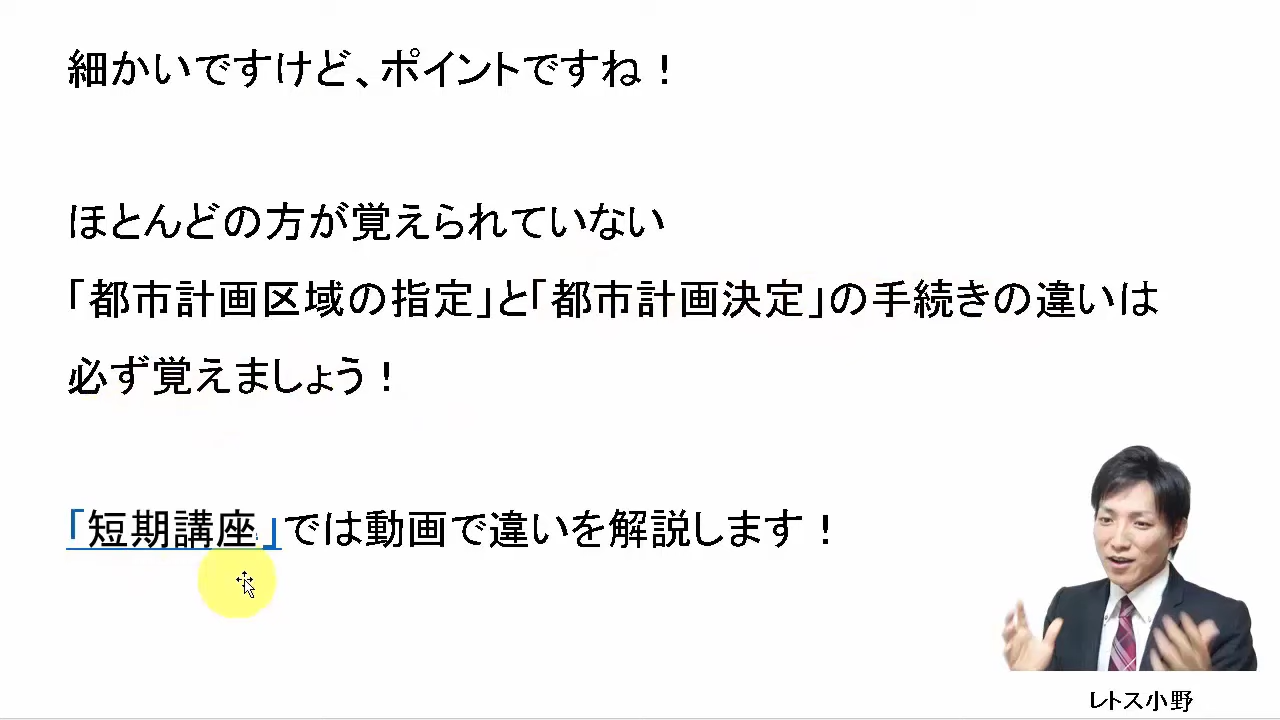 細かいですけど、ポイントですね！
ほとんどの方が覚えられていない
「都市計画区域の指定」と「都市計画決定」の手続きの違いは
必ず覚えましょう！
「短期講座」では動画で違いを解説します！
レトス小野